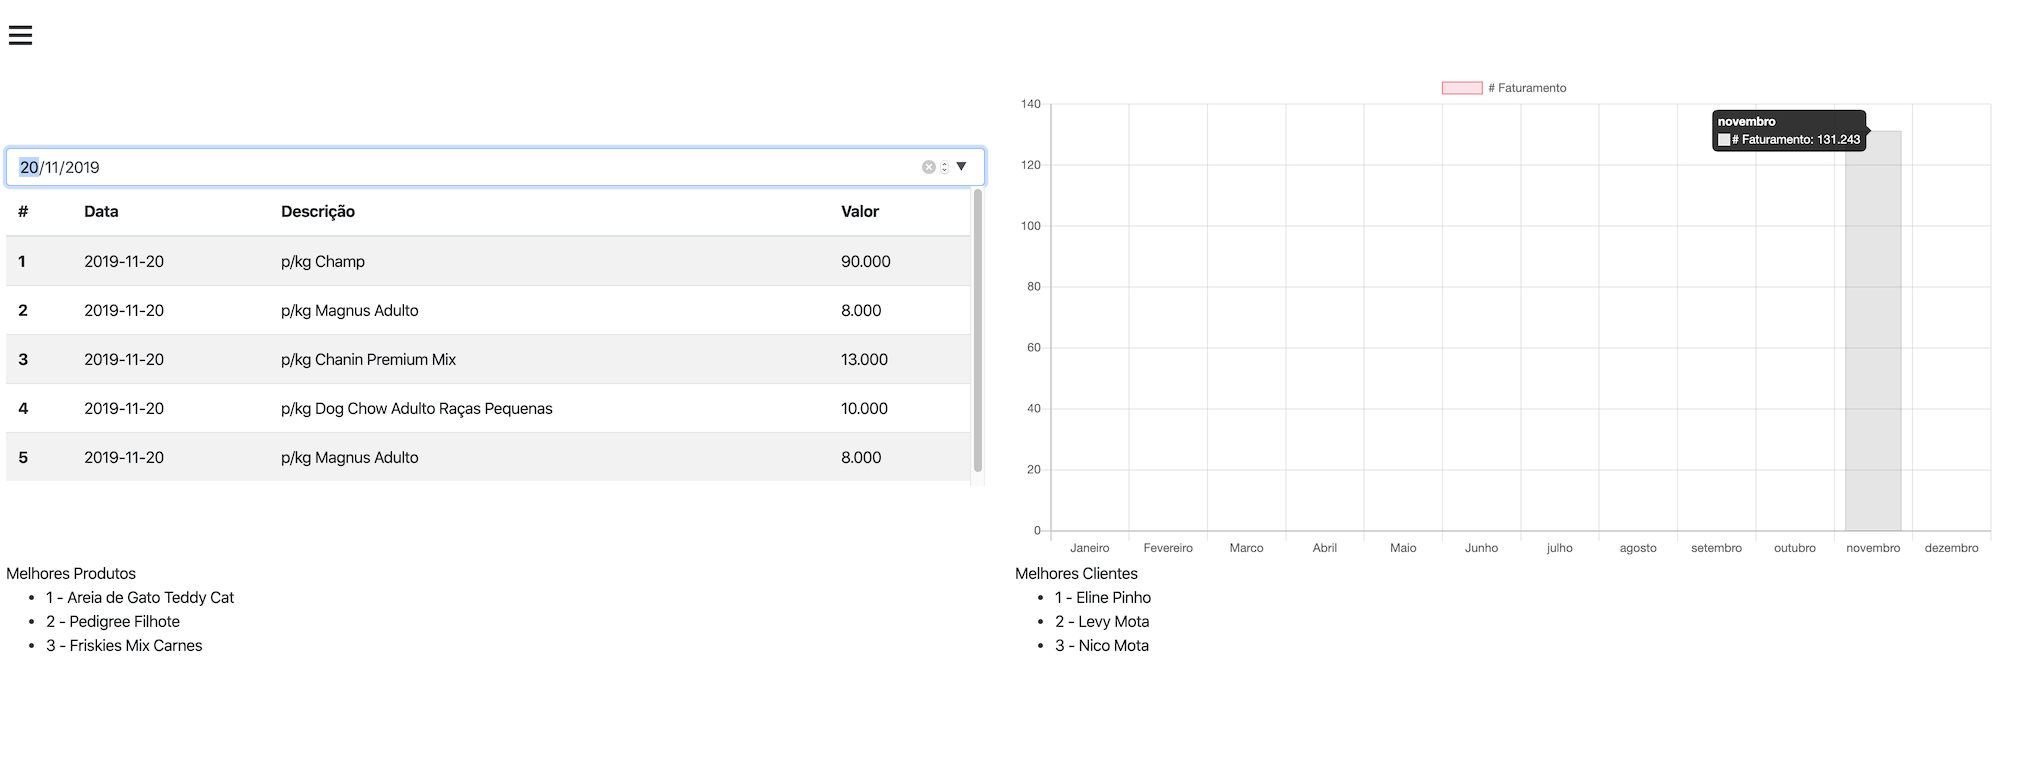 20/11/2019
# Data Descrição Valor
1 2019-11-20 p/kg Champ 90.000
2 2019-11-20 p/kg Magnus Adulto 8.000
3 2019-11-20 p/kg Chanin Premium Mix 13.000
4 2019-11-20 p/kg Dog Chow Adulto Raças Pequenas 10.000
5 2019-11-20 p/kg Magnus Adulto 8.000
# Faturamento
140
novembro
# Faturamento: 131.243
120
100
80
60
40
20
0
Janeiro Fevereiro Marco Abril Maio Junho julho agosto setembro outubro novembro dezembro
Melhores Produtos
1 - Areia de Gato Teddy Cat
2 - Pedigree Filhote
3 - Friskies Mix Carnes
Melhores Clientes
1 - Eline Pinho
2 - Levy Mota
3 - Nico Mota